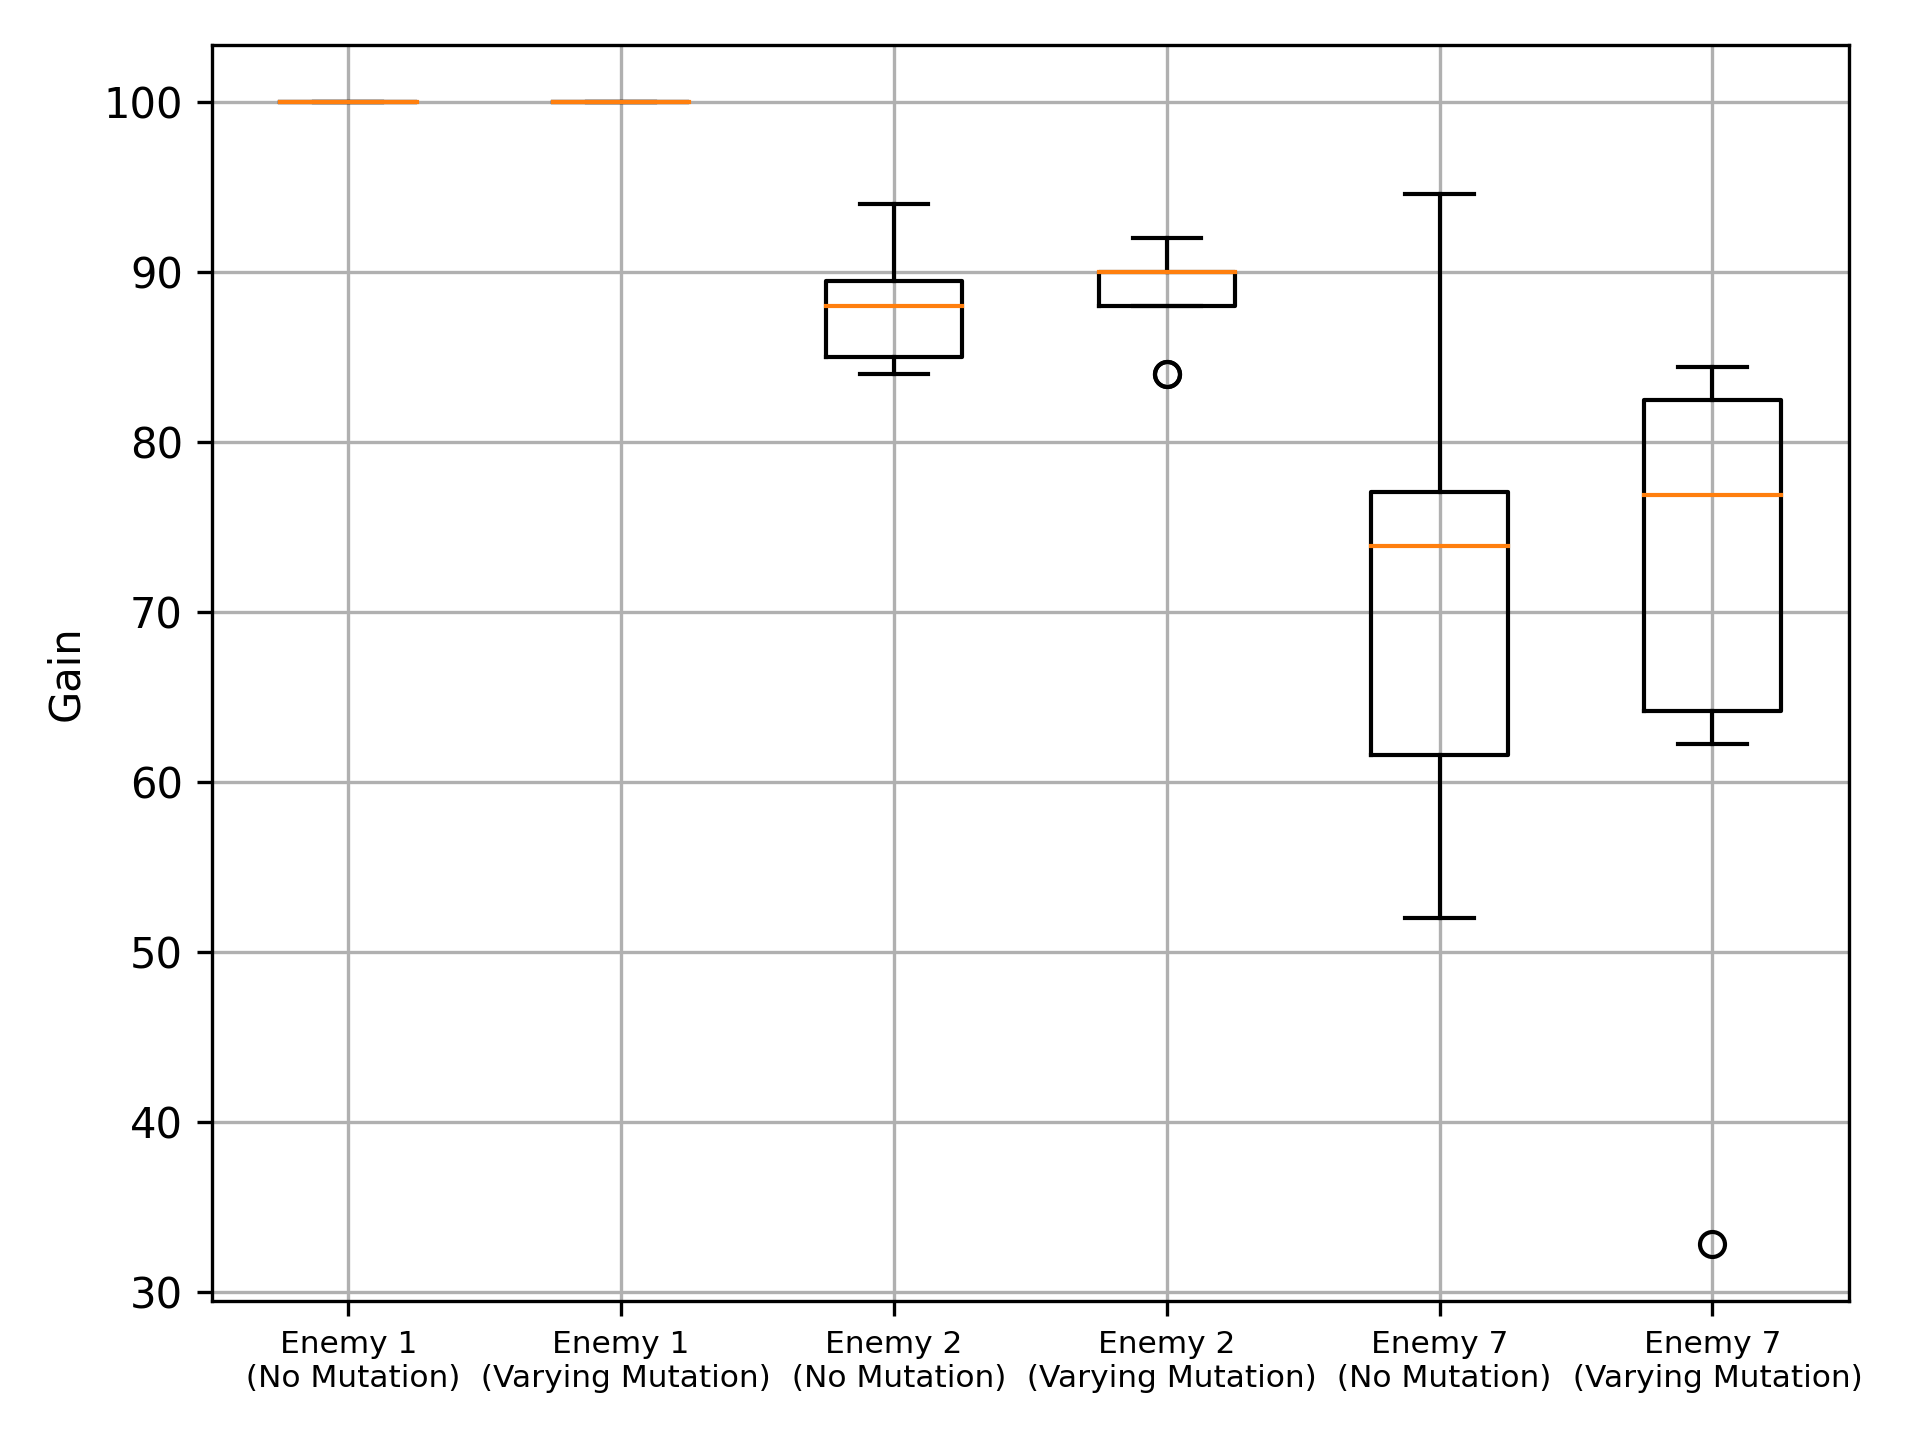 100
90
80
70
60
50
40
30
Gain
Enemy 1
(No Mutation)
Enemy 1
(Varying Mutation)
Enemy 2
(No Mutation)
Enemy 2
(Varying Mutation)
Enemy 7
(No Mutation)
Enemy 7
(Varying Mutation)